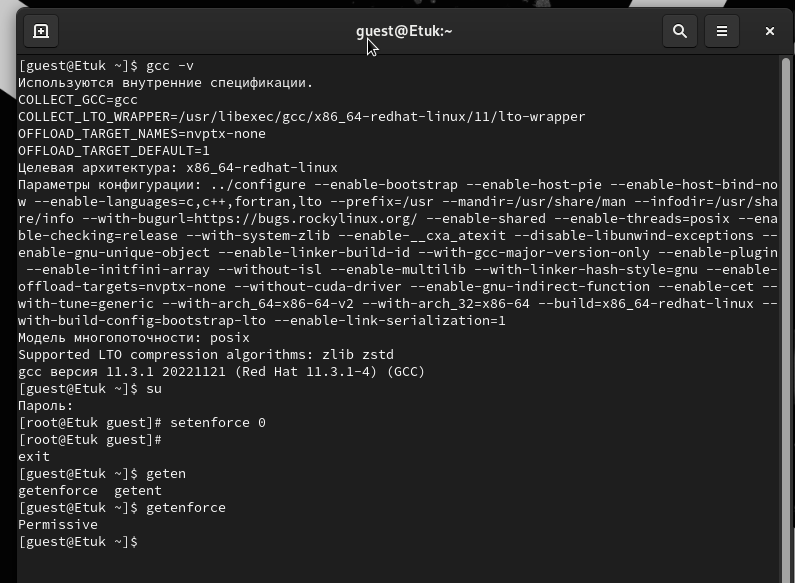 guest@Etuk:~
[guest@Etuk ~]$ gcc -v
Используются внутренние спецификации.
COLLECT_GCC=gcc
COLLECT_LTO_WRAPPER=/usr/libexec/gcc/x86_64-redhat-linux/11/lto-wrapper
OFFLOAD_TARGET_NAMES=nvptx-none
OFFLOAD_TARGET_DEFAULT=1
Целевая архитектура: x86_64-redhat-linux
Параметры конфигурации: ../configure --enable-bootstrap --enable-host-pie --enable-host-bind-no
w --enable-languages=c,c++,fortran,lto --prefix=/usr --mandir=/usr/share/man --infodir=/usr/sha
re/info --with-bugurl=https://bugs.rockylinux.org/ --enable-shared --enable-threads=posix --ena
ble-checking=release --with-system-zlib --enable-__cxa_atexit --disable-libunwind-exceptions --
enable-gnu-unique-object --enable-linker-build-id --with-gcc-major-version-only --enable-plugin
 --enable-initfini-array --without-isl --enable-multilib --with-linker-hash-style=gnu --enable-
offload-targets=nvptx-none --without-cuda-driver --enable-gnu-indirect-function --enable-cet --
with-tune=generic --with-arch_64=x86-64-v2 --with-arch_32=x86-64 --build=x86_64-redhat-linux --
with-build-config=bootstrap-lto --enable-link-serialization=1
Модель многопоточности: posix
Supported LTO compression algorithms: zlib zstd
gcc версия 11.3.1 20221121 (Red Hat 11.3.1-4) (GCC)
[guest@Etuk ~]$ su
Пароль:
[root@Etuk guest]# setenforce 0
[root@Etuk guest]#
exit
[guest@Etuk ~]$ geten
getenforce  getent
[guest@Etuk ~]$ getenforce
Permissive
[guest@Etuk ~]$